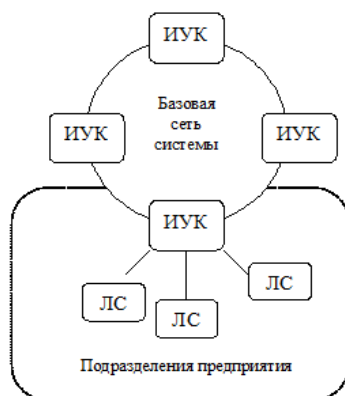 ИУК
Базовая
сеть
системы
ИУК
ИУК
ИУК
ЛС
ЛС
ЛС
Подразделения предприятия